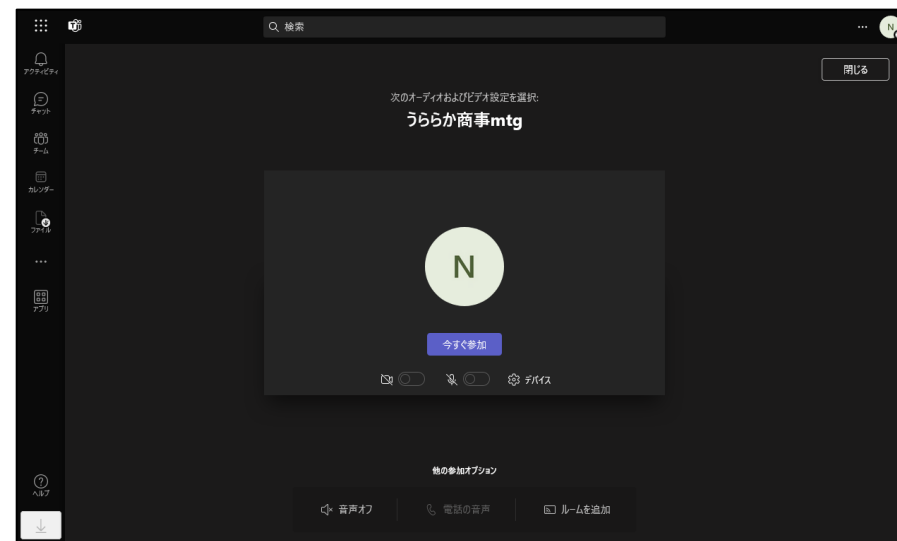 検索
N
アクティビティ
チャット
チーム
カレンダー
ファイル
アプリ
ヘルプ
閉じる
次のオーディオおよびビデオ設定を選択:
うららか商事mtg
N
今すぐ参加
デバイス
他の参加オプション
音声オフ
電話の音声
ルームを追加